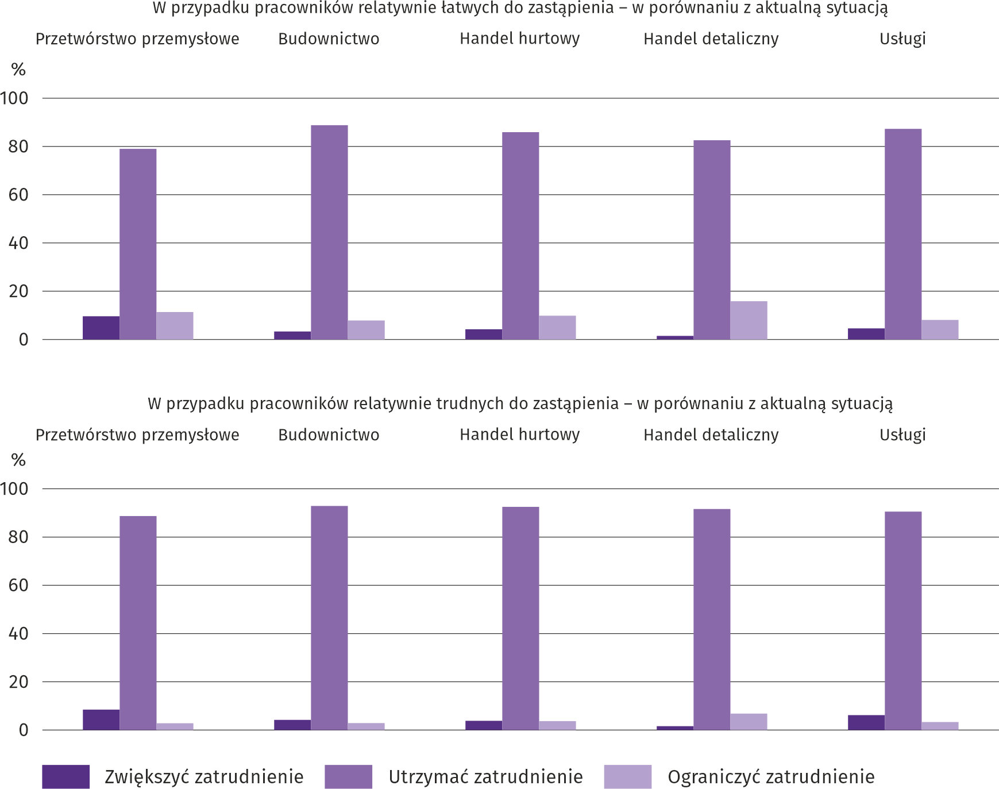 W przypadku pracowników relatywnie łatwych do zastąpienia – w porównaniu z aktualną sytuacją
Przetwórstwo przemysłowe Budownictwo Handel hurtowy Handel detaliczny Usługi
%
100
80
60
40
20
0
W przypadku pracowników relatywnie trudnych do zastąpienia – w porównaniu z aktualną sytuacją
Przetwórstwo przemysłowe Budownictwo Handel hurtowy Handel detaliczny Usługi
%
100
80
60
40
20
0
Zwiększyć zatrudnienie Utrzymać zatrudnienie Ograniczyć zatrudnienie